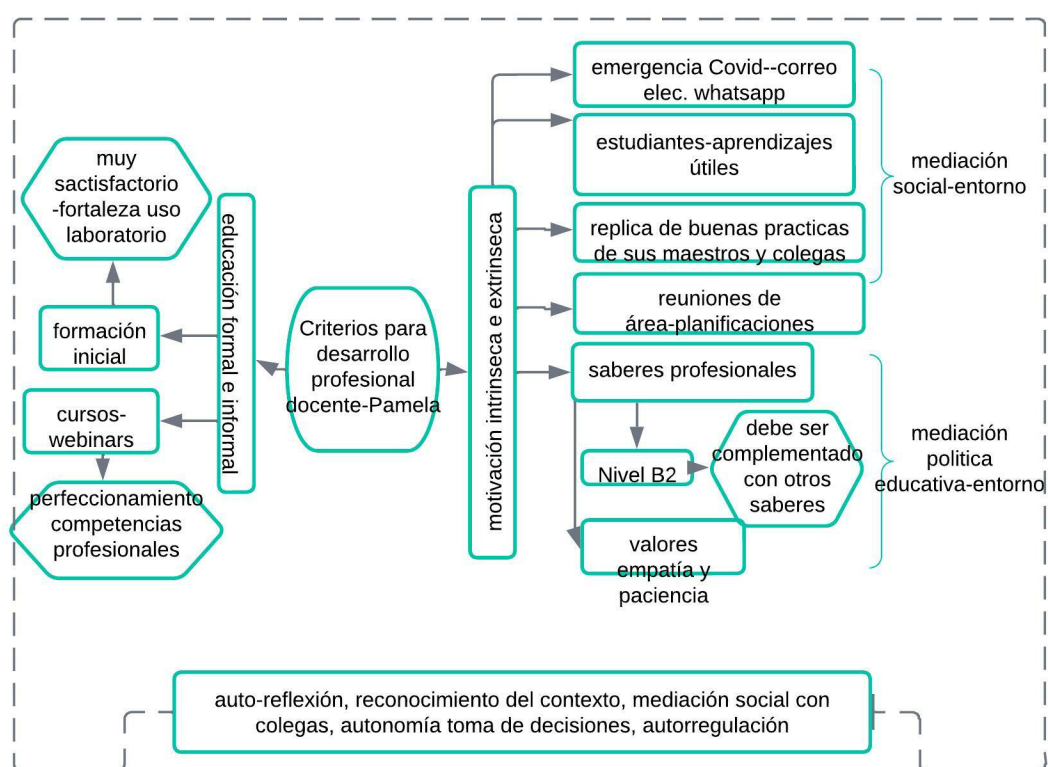 muy
sactisfactorio
-fortaleza uso
laboratorio
formación
inicial
cursos-
webinars
perfeccionamiento
competencias
profesionales
educación formal e informal
Criterios para
desarrollo
profesional
docente-Pamela
motivación intrinseca e extrinseca
emergencia Covid--correo
elec. whatsapp
estudiantes-aprendizajes
útiles
replica de buenas practicas
de sus maestros y colegas
reuniones de
área-planificaciones
saberes profesionales
Nivel B2
debe ser
complementado
con otros
saberes
valores
empatía y
paciencia
mediación
social-entorno
mediación
politica
educativa-entorno
auto-reflexión, reconocimiento del contexto, mediación social con
colegas, autonomía toma de decisiones, autorregulación